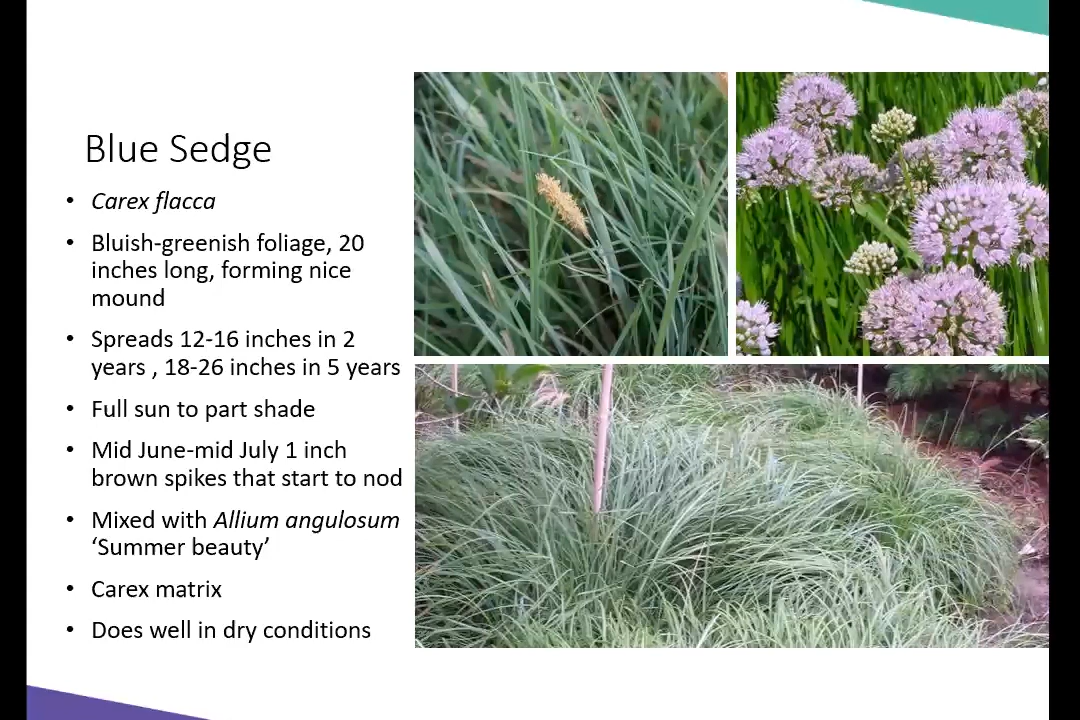 Blue Sedge
• Carex flacca
• Bluish-greenish foliage, 20
inches long, forming nice
mound
• Spreads 12-16 inches in 2
years , 18-26 inches in 5 years
• Full sun to part shade
• Mid June-mid July 1 inch
brown spikes that start to nod
• Mixed with Allium angulosum
‘Summer beauty’
• Carex matrix
• Does well in dry conditions